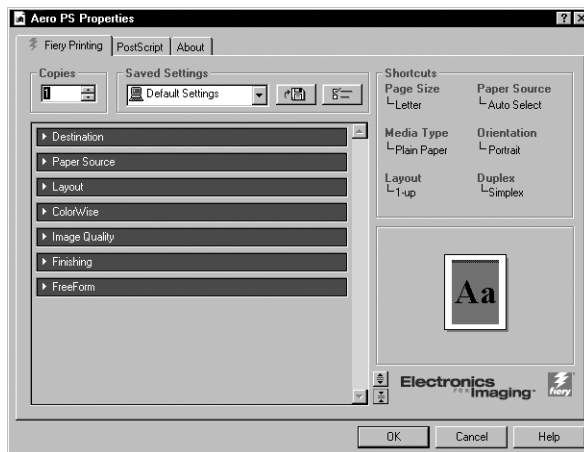 Aero PS Properties
Fiery Printing PostScript About
Copies
1
Saved Settings
Default Settings
Destination
Paper Source
Layout
ColorWise
Image Quality
Finishing
FreeForm
Shortcuts
Page Size Paper Source
Letter Auto Select
Media Type Orientation
Plain Paper Portrait
Layout Duplex
1-up Simplex
Aa
Electronics
FOR Imaging™
fiery
OK Cancel Help